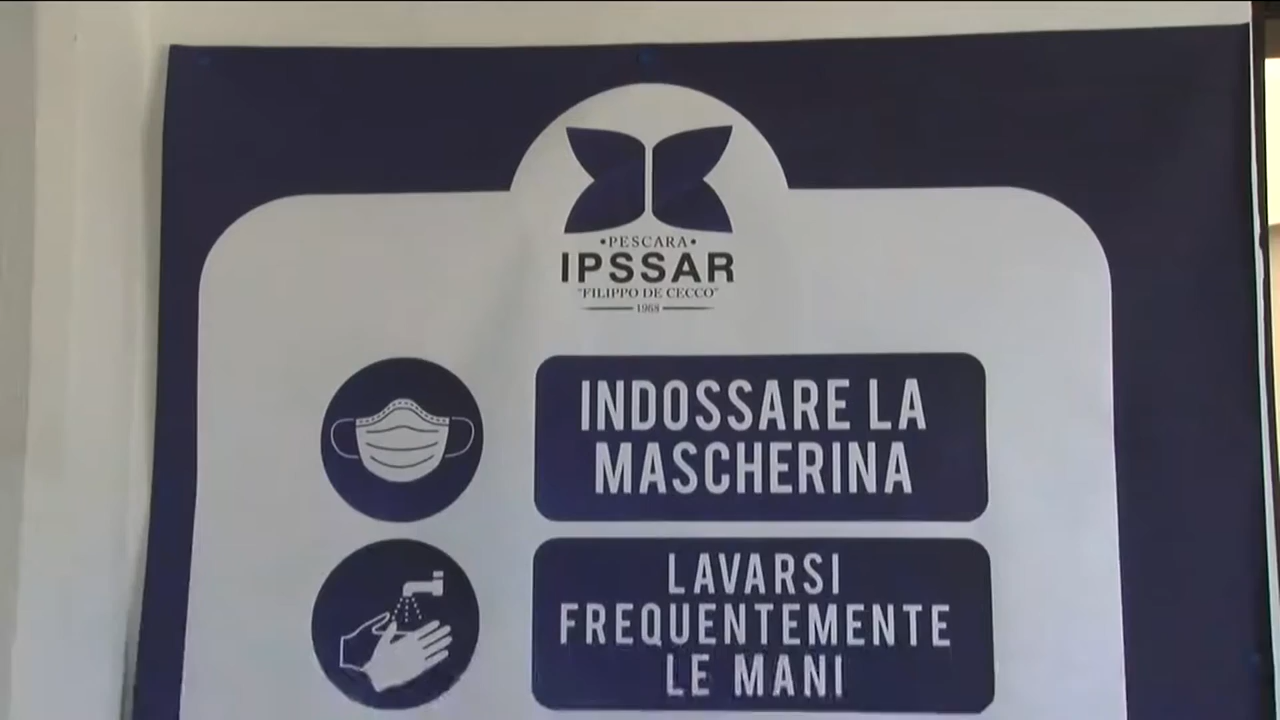 •PESCARA•
IPSSAR
"FILIPPO DE CECCO"
1968
INDOSSARE LA
MASCHERINA
LAVARSI
FREQUENTEMENTE
LE MANI